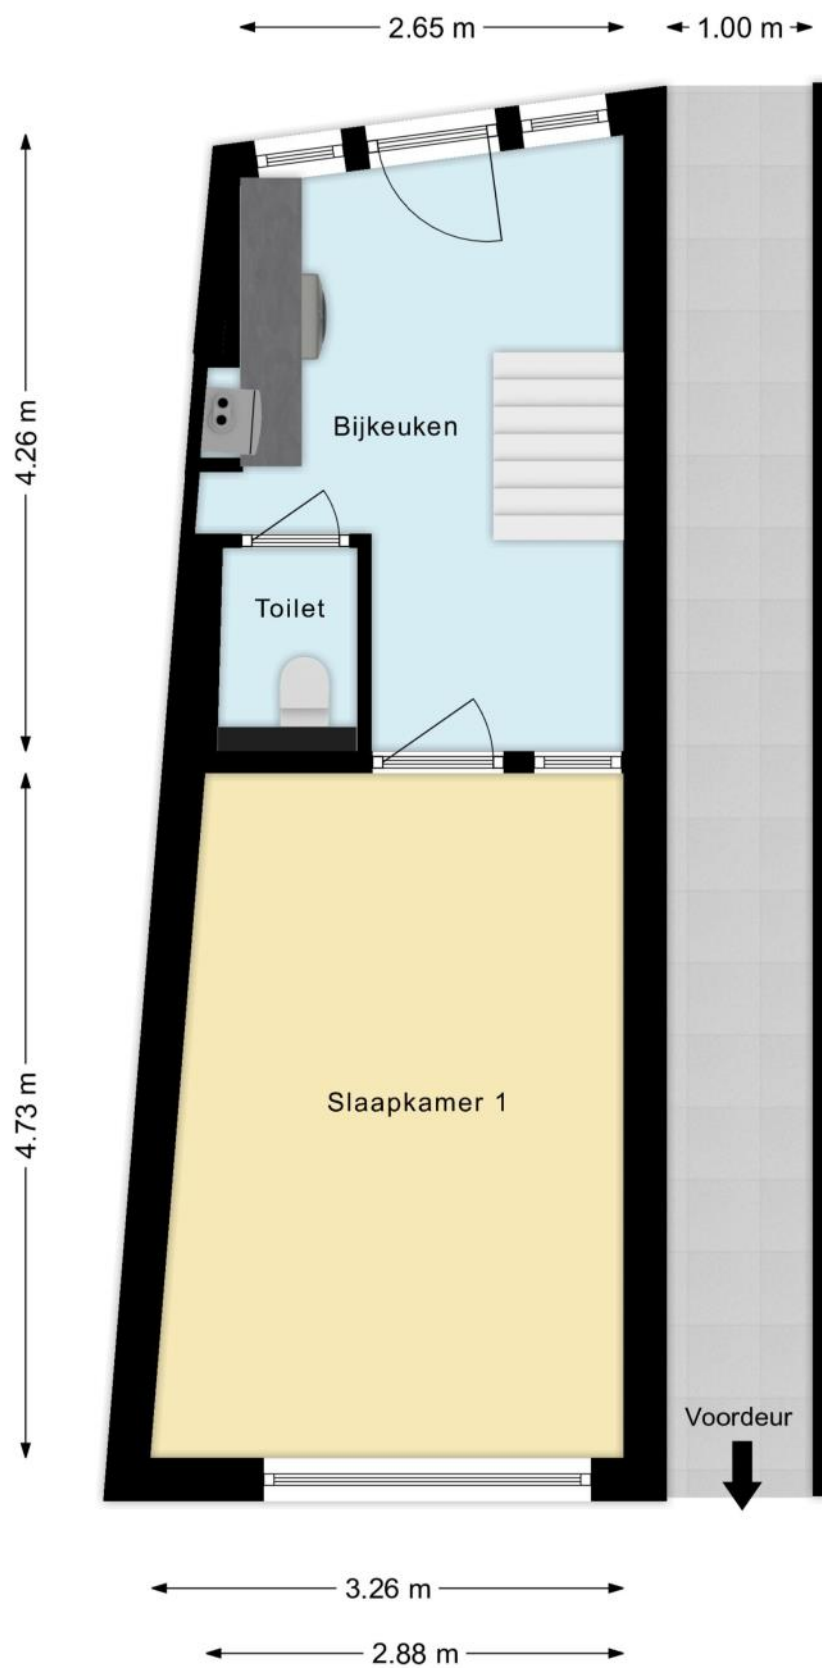 2.65 m
1.00 m
4.26 m
Bijkeuken
Toilet
4.73 m
Slaapkamer 1
Voordeur
3.26 m
2.88 m